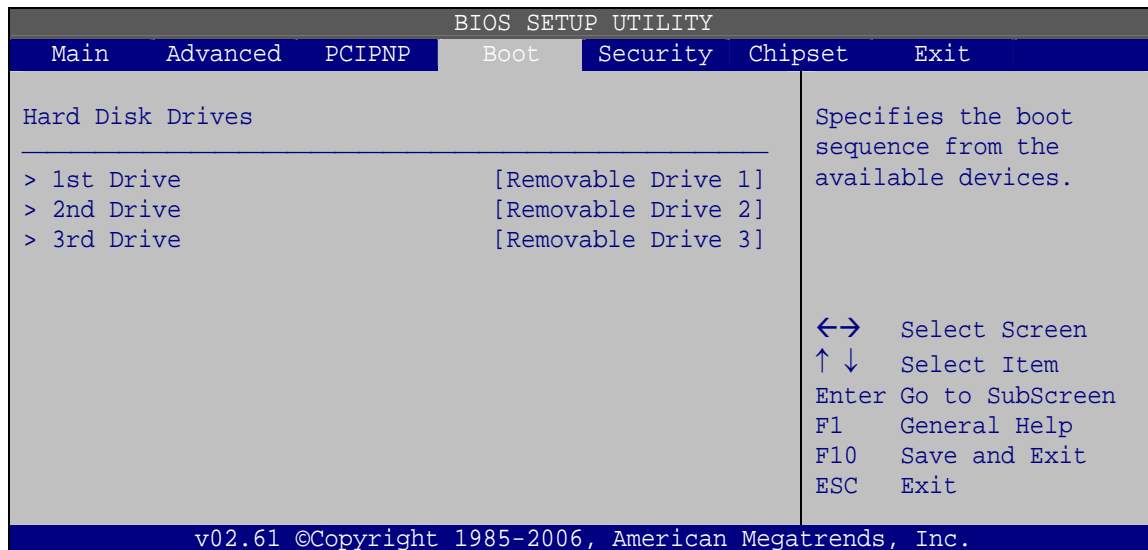 BIOS SETUP UTILITY
Main Advanced PCIPNP Boot Security Chipset Exit
Hard Disk Drives
> 1st Drive [Removable Drive 1]
> 2nd Drive [Removable Drive 2]
> 3rd Drive [Removable Drive 3]
Specifies the boot
sequence from the
available devices.
←→ Select Screen
↑ ↓ Select Item
Enter Go to SubScreen
F1 General Help
F10 Save and Exit
ESC Exit
v02.61 ©Copyright 1985-2006, American Megatrends, Inc.